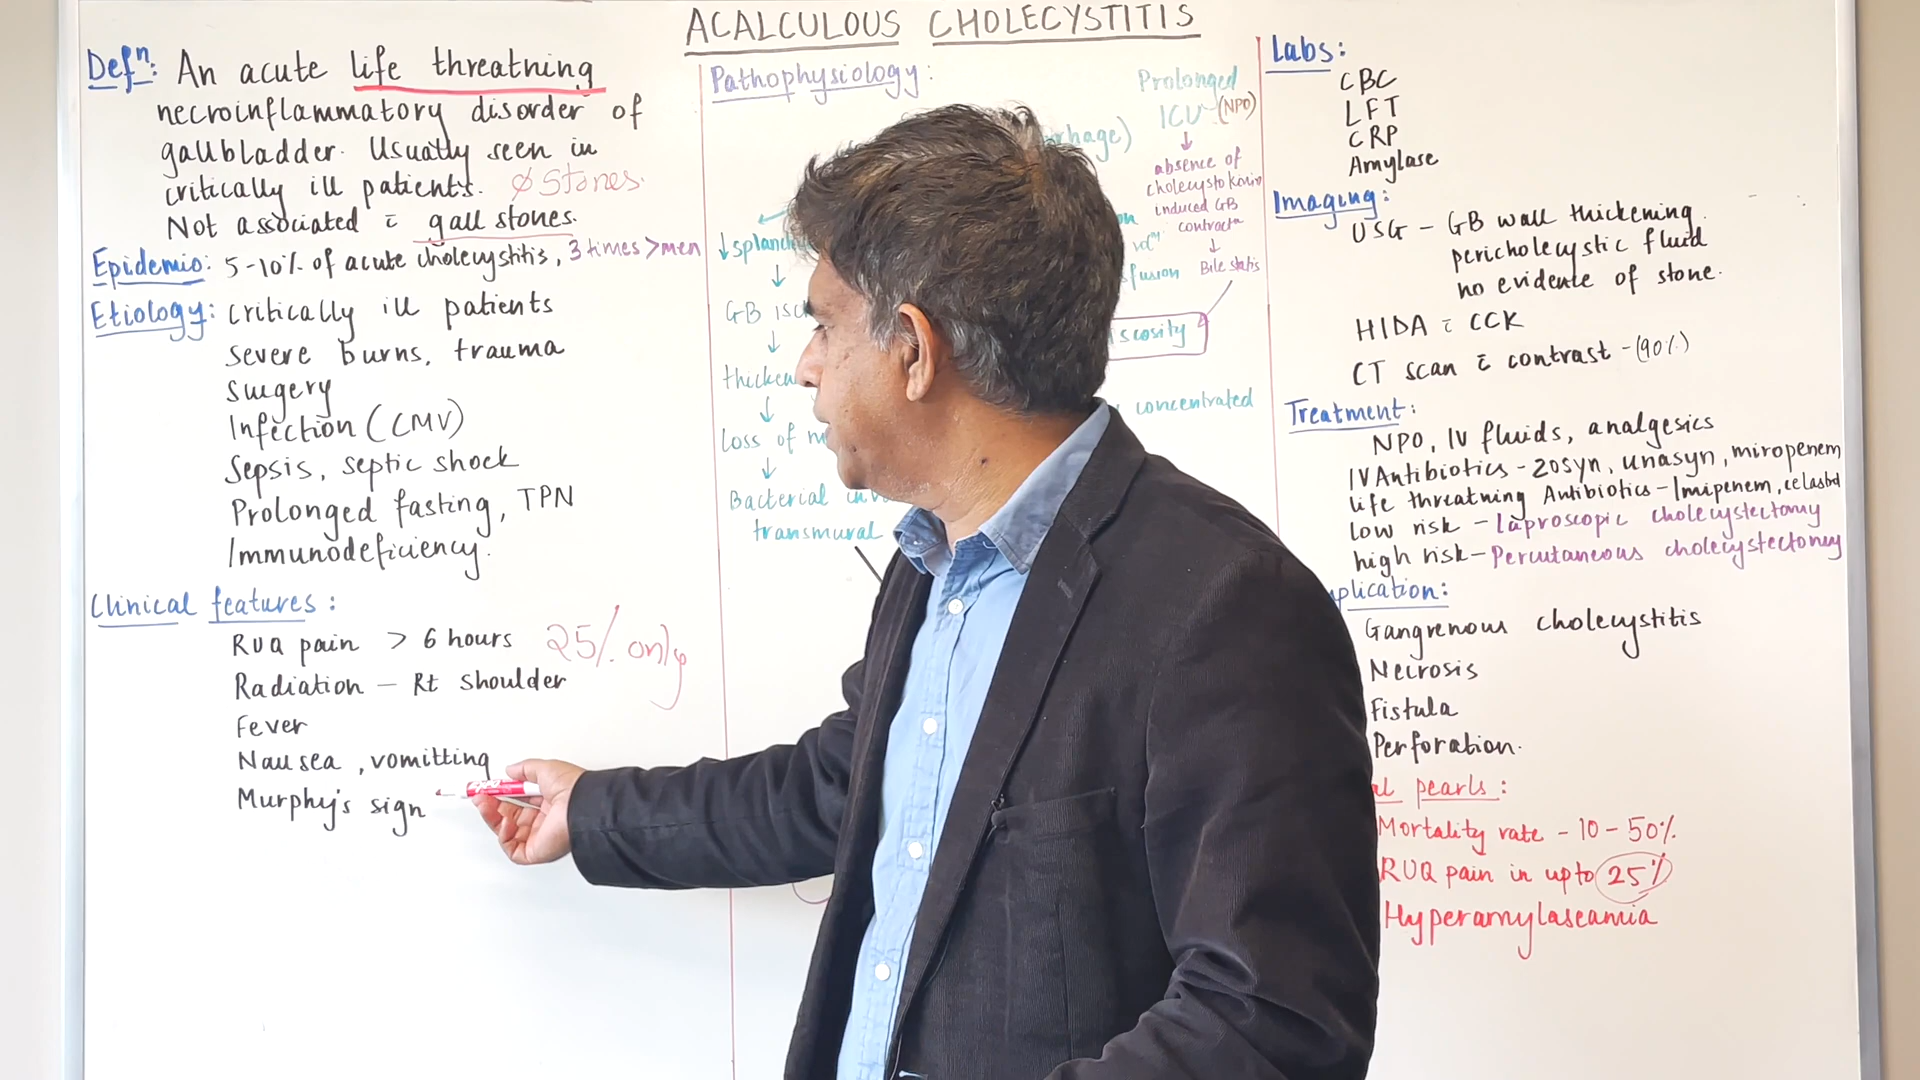 ACALCULOUS CHOLECYSTITIS
Defn: An acute life threatning
necroinflammatory disorder of
gallbladder. Usually seen in
critically ill patients. Ø Stones.
Not associated c̄ gall stones.
Epidemio: 5-10% of acute cholecystitis, 3 times > men
Etiology: critically ill patients
Severe burns, trauma
Surgery
Infection (CMV)
Sepsis, septic shock
Prolonged fasting, TPN
Immunodeficiency.
Clinical features:
RUQ pain > 6 hours 25% only
Radiation – Rt shoulder
Fever
Nausea, vomitting
Murphy's sign
Pathophysiology:
↓splanch
↓
GB isc
↓
thicken
↓
Loss of
↓
Bacterial inv
transmural
rhage)
Prolonged
ICU (NPO)
↓
absence of
cholecystokinin
induced GB
contracts
↓
Bile statis
fusion
scosity
concentrated
Labs:
CBC
LFT
CRP
Amylase
Imaging:
USG – GB wall thickening
pericholecystic fluid
no evidence of stone.
HIDA c̄ CCK
CT scan c̄ contrast – (90%)
Treatment:
NPO, IV fluids, analgesics
IV Antibiotics – zosyn, unasyn, miropenem
life threatning Antibiotics – Imipenem,
low risk – Laproscopic cholecystectomy
high risk – Percutaneous cholecystectomy
plication:
Gangrenous cholecystitis
Necrosis
Fistula
Perforation.
al pearls:
Mortality rate – 10 – 50%
RUQ pain in upto 25%
Hyperamylaseamia